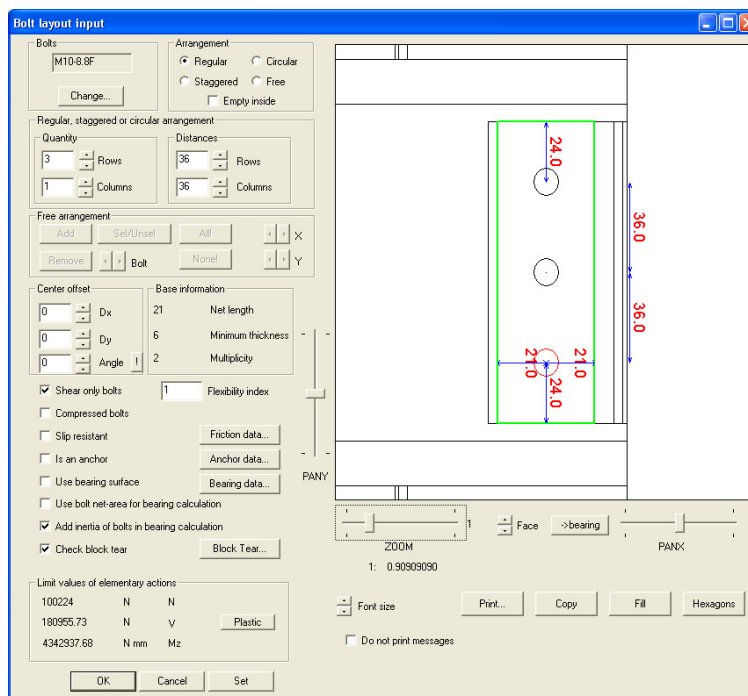 Bolt layout input
Bolts
M10-8.8F
Change...
Arrangement
Regular Circular
Staggered Free
Empty inside
Regular, staggered or circular arrangement
Quantity
3 Rows
1 Columns
Distances
36 Rows
36 Columns
Free arrangement
Add Sel/Unsel All! X
Remove Bolt None! Y
Center offset
0 Dx
0 Dy
0 Angle !
Base information
21 Net length
6 Minimum thickness
2 Multiplicity
Shear only bolts 1 Flexibility index
Compressed bolts
Slip resistant Friction data...
Is an anchor Anchor data...
Use bearing surface Bearing data...
Use bolt net-area for bearing calculation
Add inertia of bolts in bearing calculation
Check block tear Block Tear...
PANY
Limit values of elementary actions
100224 N N
180955.73 N V Plastic
4342937.68 N mm Mz
OK Cancel Set
24.0
36.0
36.0
21.0 21.0
24.0
ZOOM
1 Face ->bearing
PANX
1: 0.90909090
Font size Print... Copy Fill Hexagons
Do not print messages